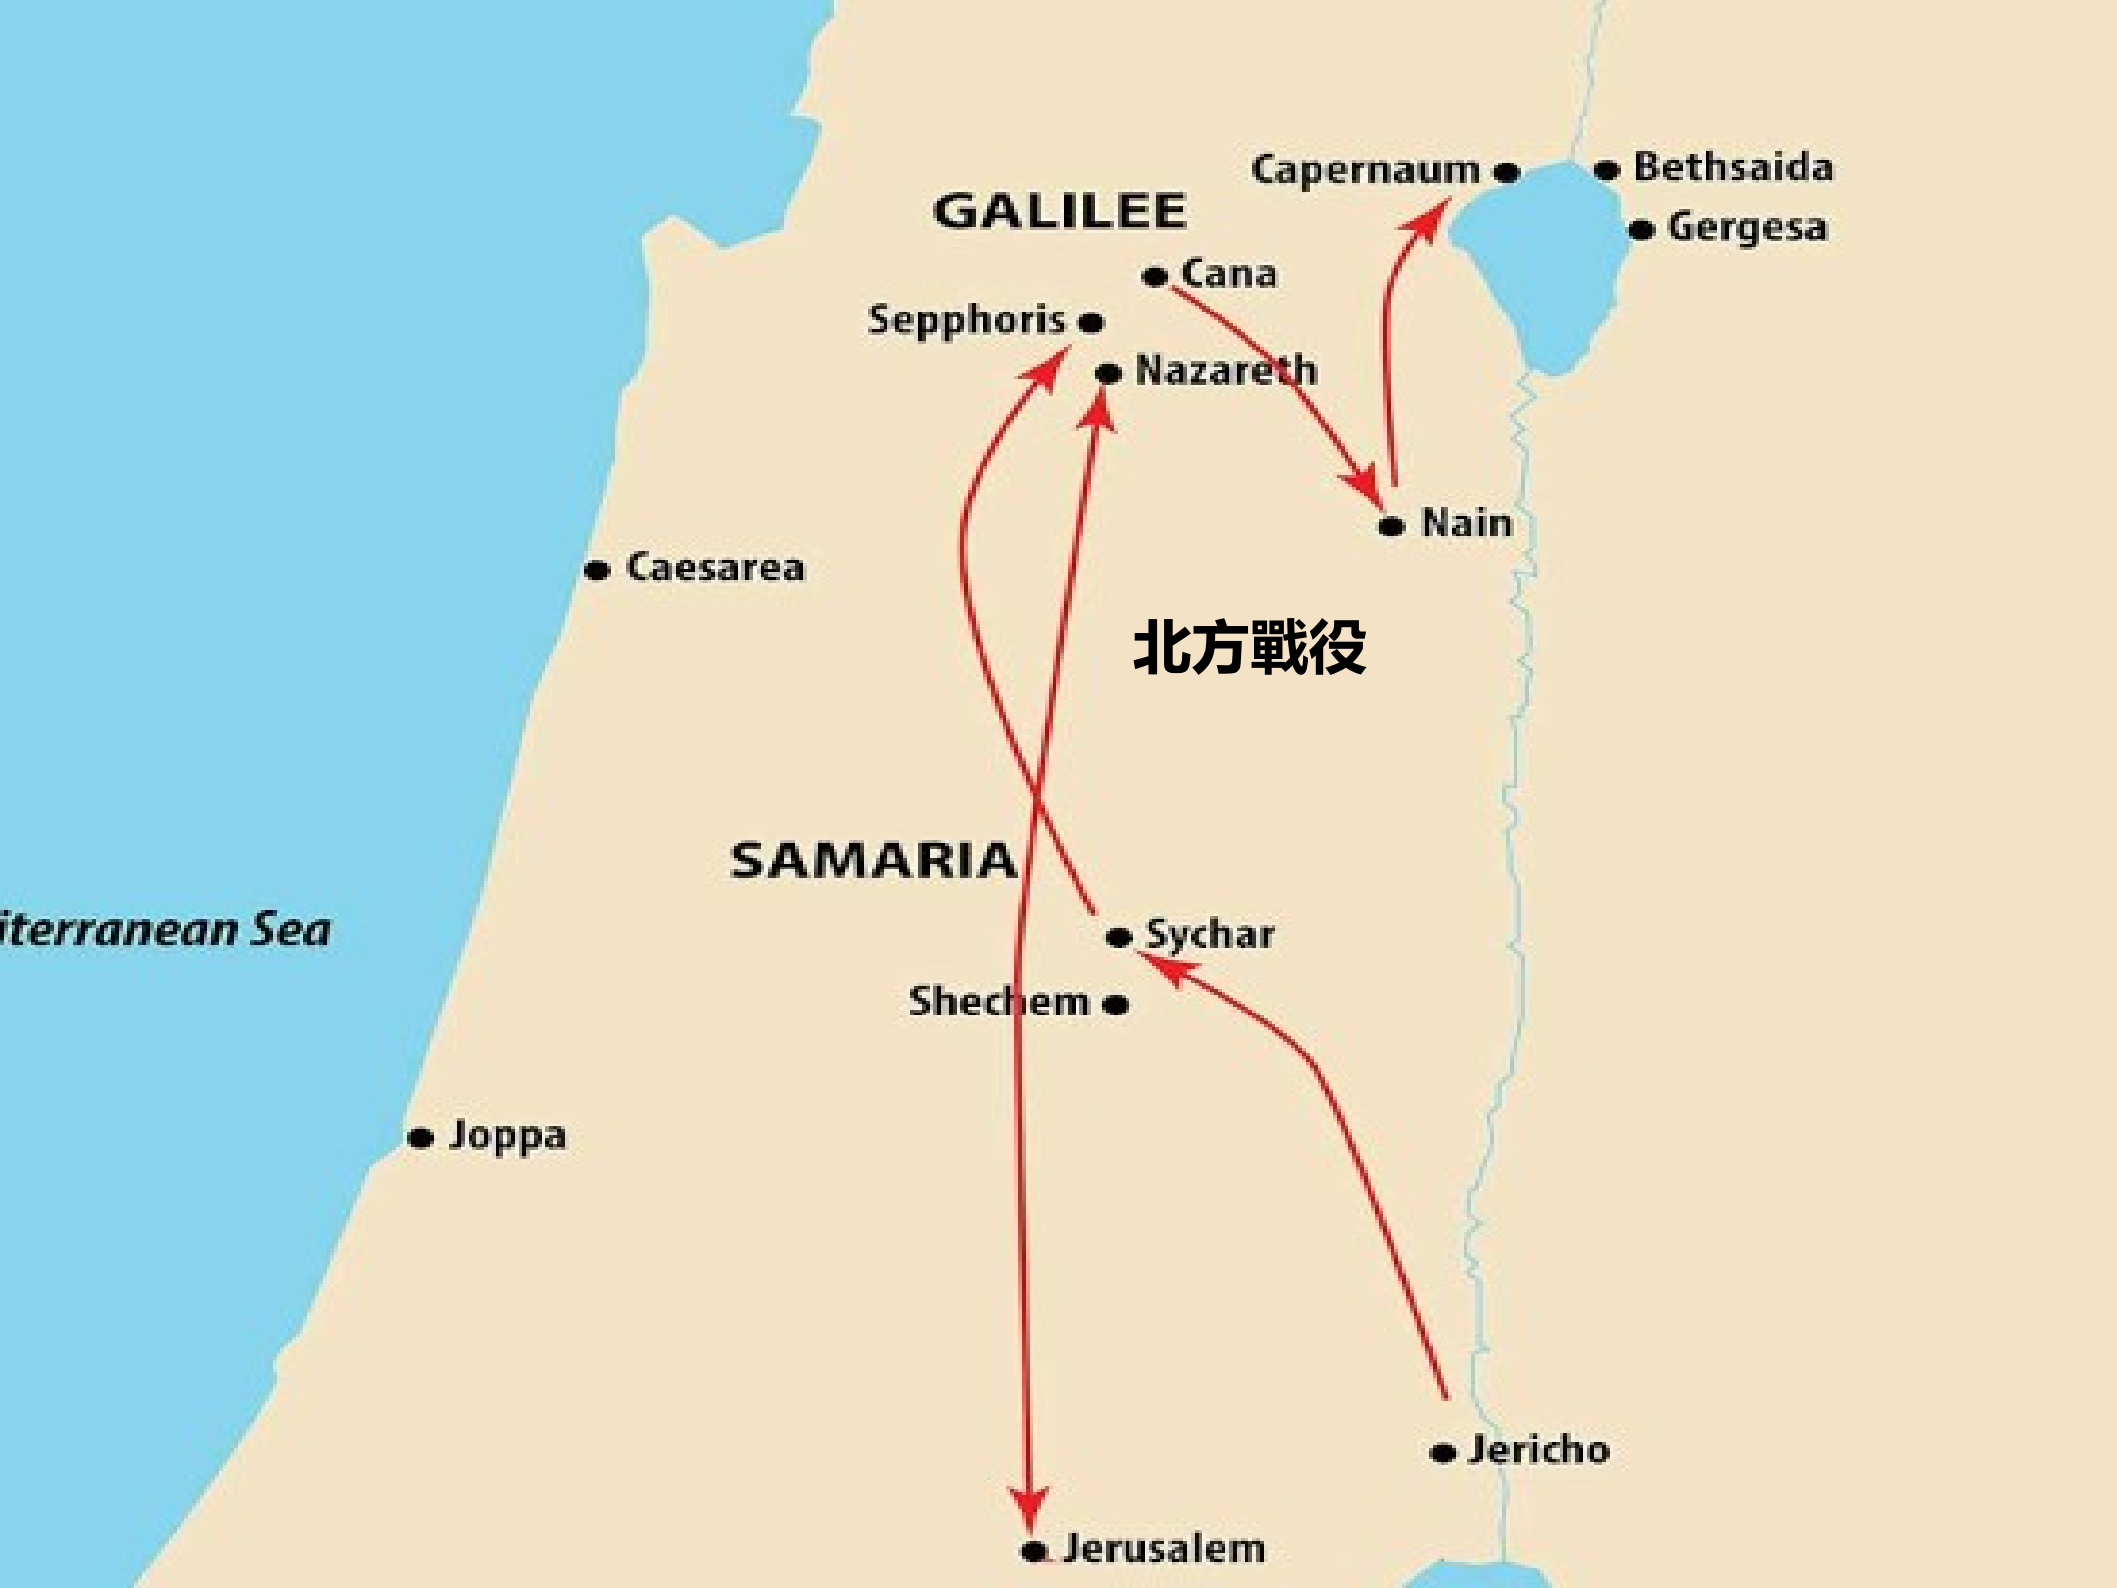 Capernaum
Bethsaida
GALILEE
Gergesa
Cana
Sepphoris
Nazareth
Nain
Caesarea
北方戰役
SAMARIA
iterranean Sea
Sychar
Shechem
Joppa
Jericho
Jerusalem